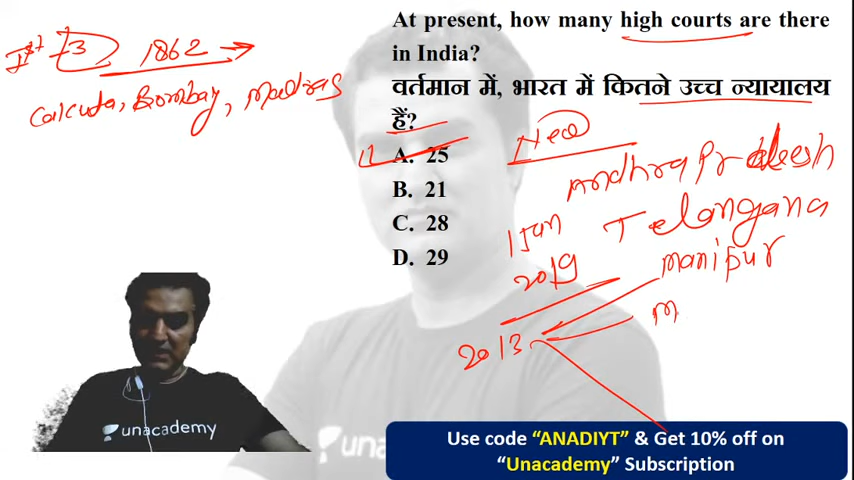 At present, how many high courts are there
in India?
वर्तमान में, भारत में कितने उच्च न्यायालय
हैं?
A. 25
B. 21
C. 28
D. 29
Ist 3 1862
Calcuta, Bombay, Madras
New
Andhra Pradesh
Telangana
1 Jan
2019
manipur
m
2013
unacademy
Use code “ANADIYT” & Get 10% off on
“Unacademy” Subscription